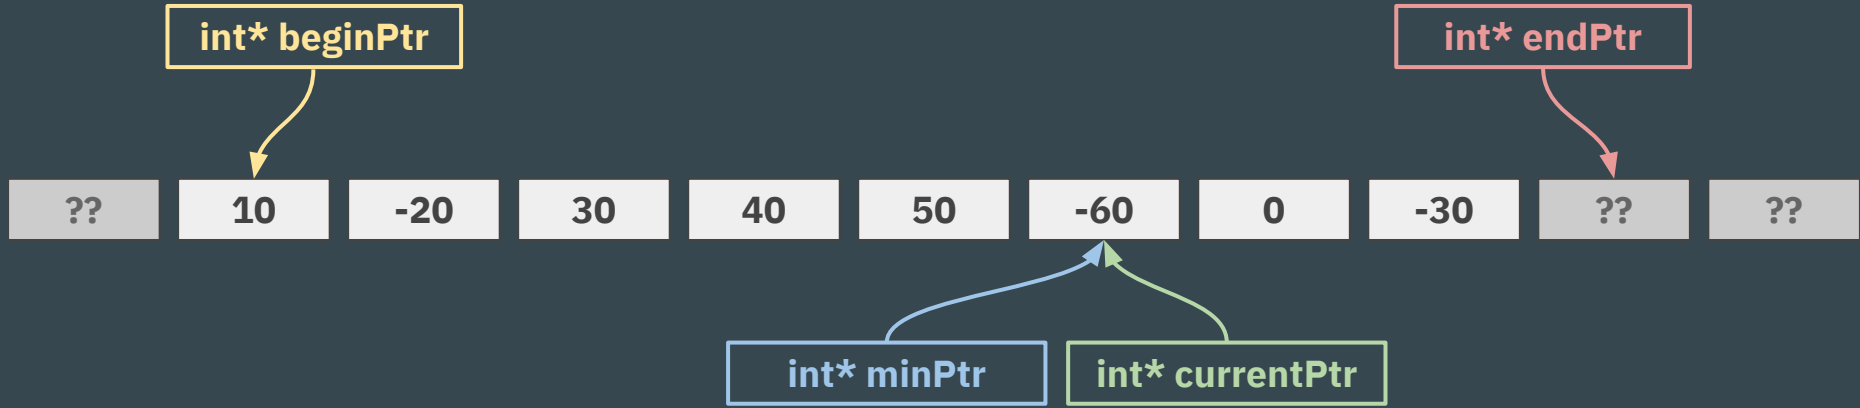 int* beginPtr
int* endPtr
?? 10 -20 30 40 50 -60 0 -30 ?? ??
int* minPtr
int* currentPtr